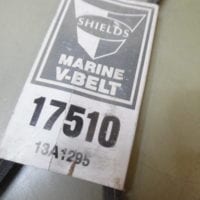 SHIELDS
MARINE
V-BELT
17510
13A1295